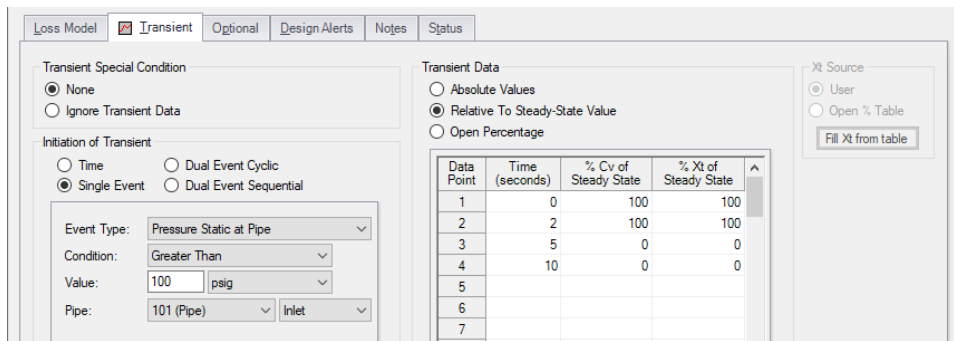 Loss Model Transient Optional Design Alerts Notes Status
Transient Special Condition
None
Ignore Transient Data
Initiation of Transient
Time Dual Event Cyclic
Single Event Dual Event Sequential
Event Type: Pressure Static at Pipe
Condition: Greater Than
Value: 100 psig
Pipe: 101 (Pipe) Inlet
Transient Data
Absolute Values
Relative To Steady-State Value
Open Percentage
Data Point Time (seconds) % Cv of Steady State % Xt of Steady State
1 0 100 100
2 2 100 100
3 5 0 0
4 10 0 0
5
6
7
Xt Source
User
Open % Table
Fill Xt from table